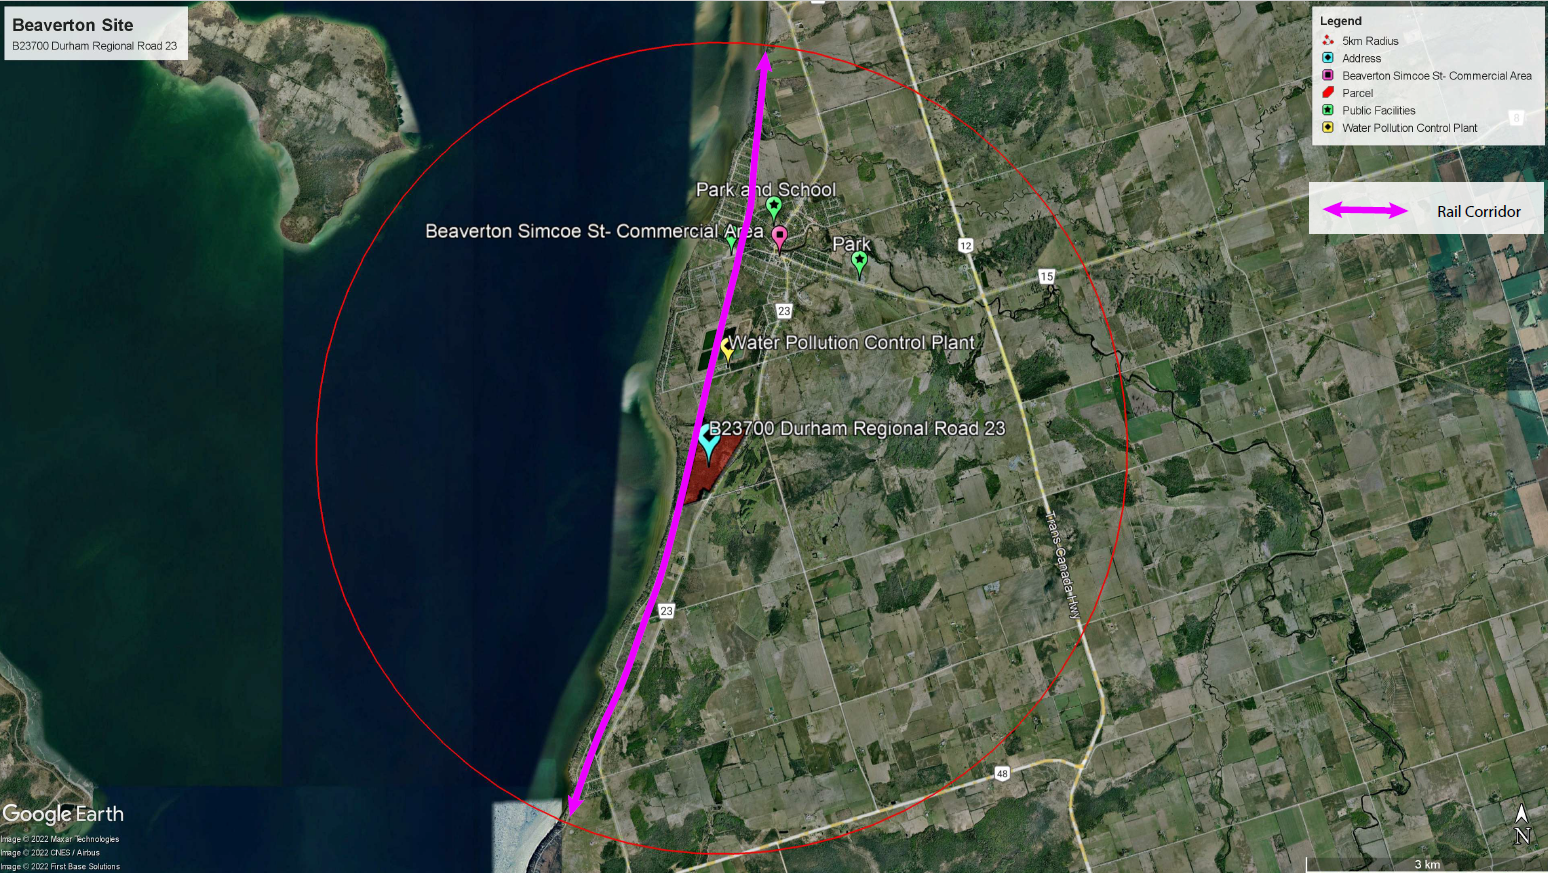 Beaverton Site
B23700 Durham Regional Road 23
Legend
5km Radius
Address
Beaverton Simcoe St- Commercial Area
Parcel
Public Facilities
Water Pollution Control Plant
8
Rail Corridor
Park and School
Beaverton Simcoe St- Commercial Area
Park
12
15
23
Water Pollution Control Plant
B23700 Durham Regional Road 23
Trans Canada Hwy
23
48
Google Earth
Image © 2022 Maxar Technologies
Image © 2022 CNES / Airbus
Image © 2022 First Base Solutions
N
3 km